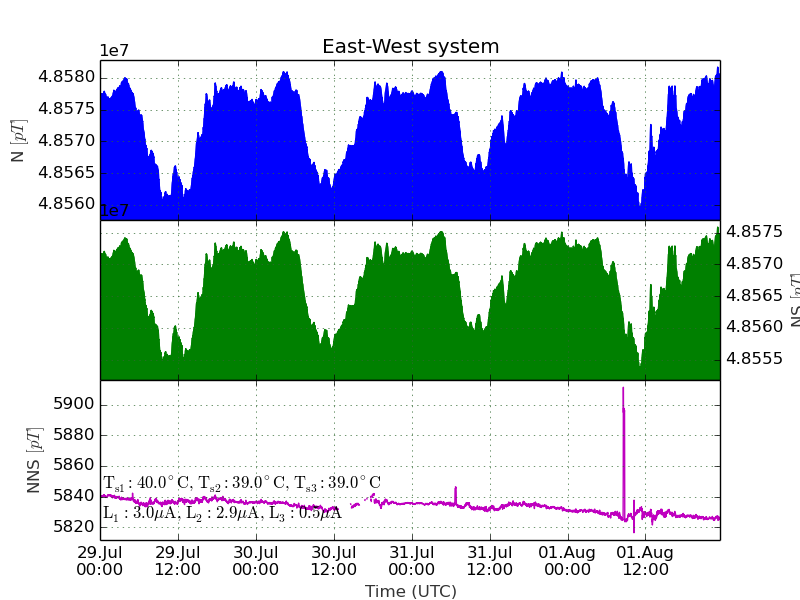 East-West system
1e7
4.8580
4.8575
4.8570
4.8565
4.8560
N [pT]
1e7
4.8575
4.8570
4.8565
4.8560
4.8555
NS [pT]
5900
5880
5860
5840
5820
NNS [pT]
T_s1 : 40.0°C, T_s2 : 39.0°C, T_s3 : 39.0°C
L_1 : 3.0μA, L_2 : 2.9μA, L_3 : 0.5μA
29.Jul 29.Jul 30.Jul 30.Jul 31.Jul 31.Jul 01.Aug 01.Aug
00:00 12:00 00:00 12:00 00:00 12:00 00:00 12:00
Time (UTC)